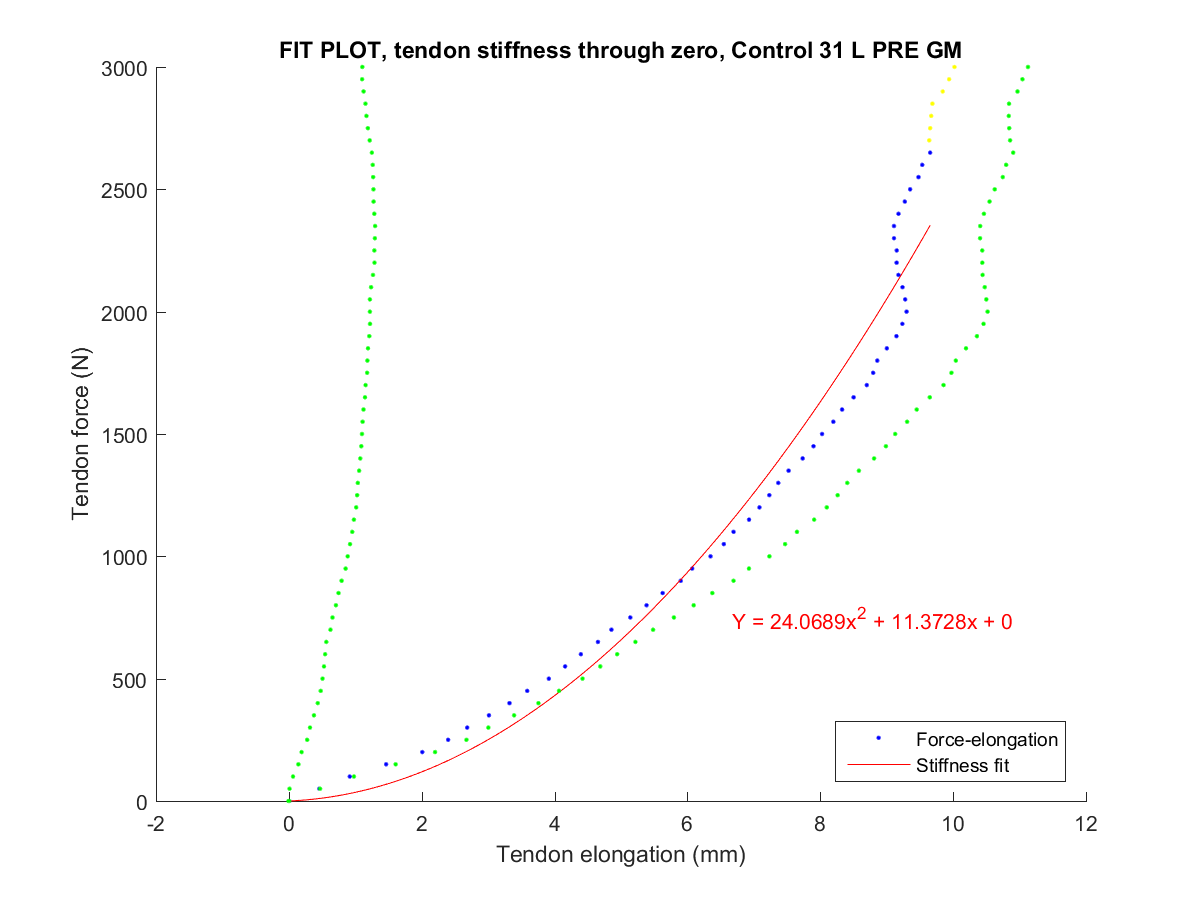 FIT PLOT, tendon stiffness through zero, Control 31 L PRE GM
3000
2500
2000
1500
1000
500
0
Tendon force (N)
Y = 24.0689x² + 11.3728x + 0
Force-elongation
Stiffness fit
-2 0 2 4 6 8 10 12
Tendon elongation (mm)